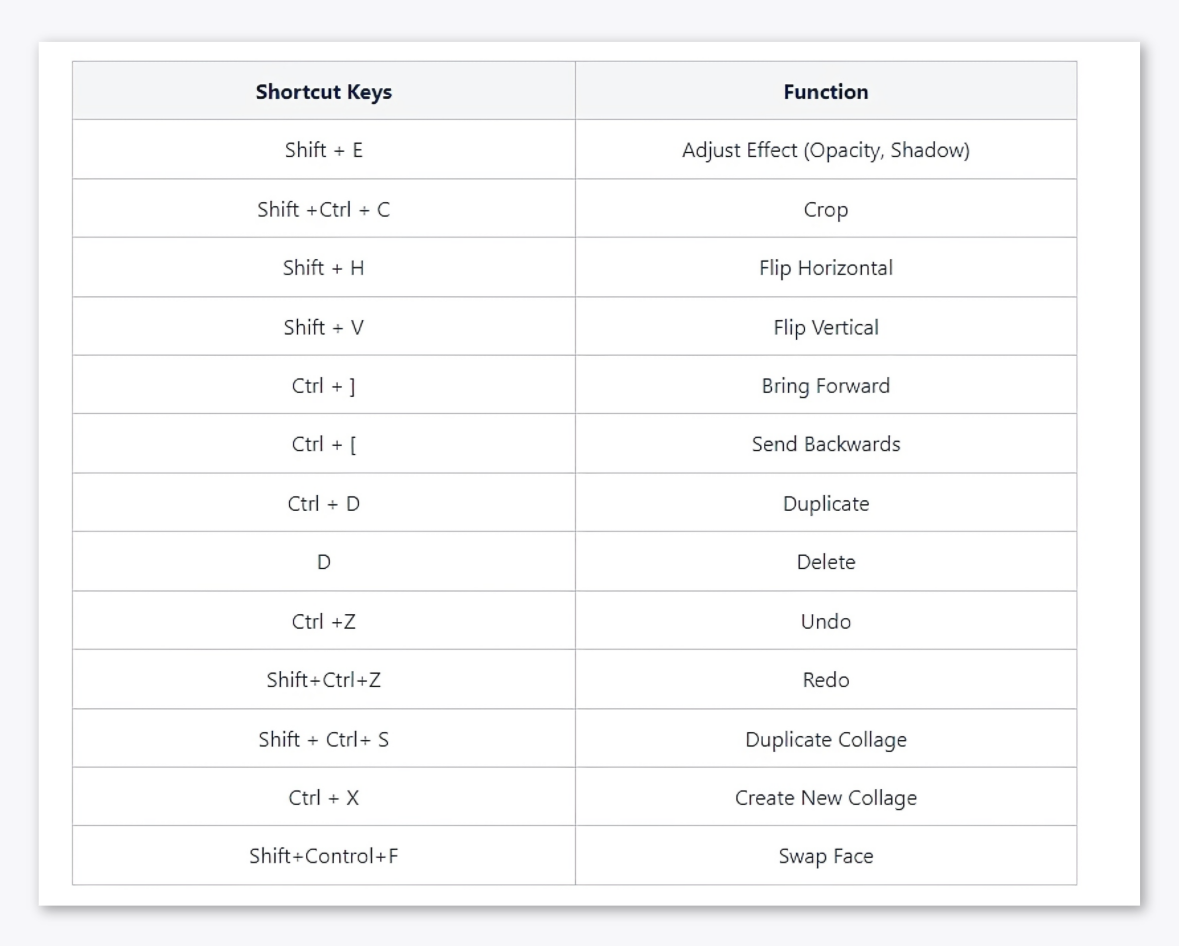 Shortcut Keys Function
Shift + E Adjust Effect (Opacity, Shadow)
Shift +Ctrl + C Crop
Shift + H Flip Horizontal
Shift + V Flip Vertical
Ctrl + ] Bring Forward
Ctrl + [ Send Backwards
Ctrl + D Duplicate
D Delete
Ctrl +Z Undo
Shift+Ctrl+Z Redo
Shift + Ctrl+ S Duplicate Collage
Ctrl + X Create New Collage
Shift+Control+F Swap Face